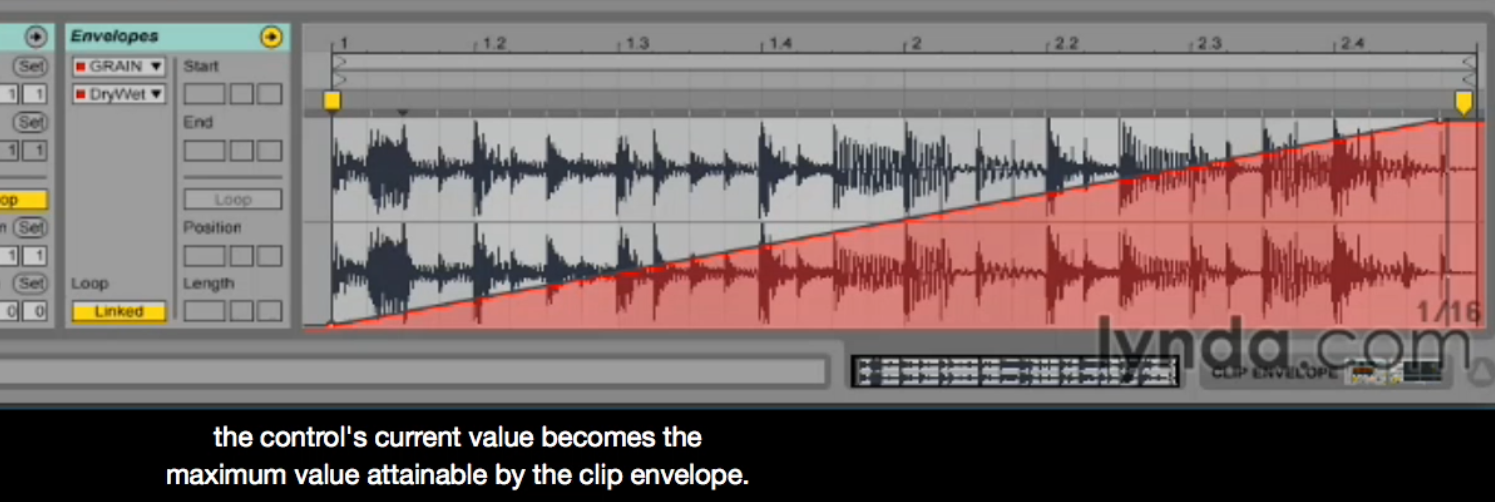 Envelopes
1 1.2 1.3 1.4 2 2.2 2.3 2.4
Set GRAIN Start
1 1 DryWet
Set End
1 1
op Loop
n Set Position
1 1
Set Loop Length
0 0 Linked
1/16
lynda.com
CLIP ENVELOPE
the control's current value becomes the
maximum value attainable by the clip envelope.